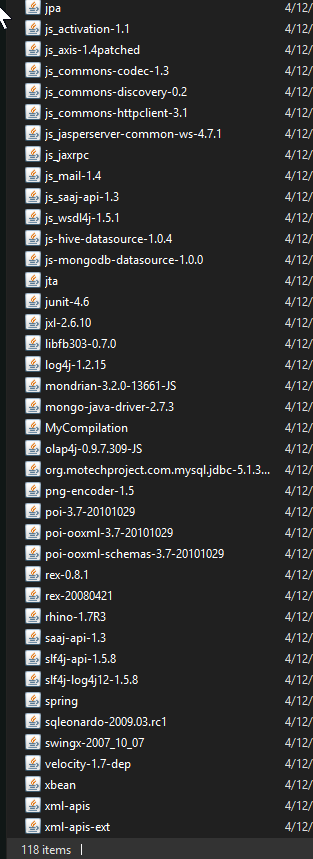 jpa 4/12/
js_activation-1.1 4/12/
js_axis-1.4patched 4/12/
js_commons-codec-1.3 4/12/
js_commons-discovery-0.2 4/12/
js_commons-httpclient-3.1 4/12/
js_jasperserver-common-ws-4.7.1 4/12/
js_jaxrpc 4/12/
js_mail-1.4 4/12/
js_saaj-api-1.3 4/12/
js_wsdl4j-1.5.1 4/12/
js-hive-datasource-1.0.4 4/12/
js-mongodb-datasource-1.0.0 4/12/
jta 4/12/
junit-4.6 4/12/
jxl-2.6.10 4/12/
libfb303-0.7.0 4/12/
log4j-1.2.15 4/12/
mondrian-3.2.0-13661-JS 4/12/
mongo-java-driver-2.7.3 4/12/
MyCompilation 4/12/
olap4j-0.9.7.309-JS 4/12/
org.motechproject.com.mysql.jdbc-5.1.3... 4/12/
png-encoder-1.5 4/12/
poi-3.7-20101029 4/12/
poi-ooxml-3.7-20101029 4/12/
poi-ooxml-schemas-3.7-20101029 4/12/
rex-0.8.1 4/12/
rex-20080421 4/12/
rhino-1.7R3 4/12/
saaj-api-1.3 4/12/
slf4j-api-1.5.8 4/12/
slf4j-log4j12-1.5.8 4/12/
spring 4/12/
sqleonardo-2009.03.rc1 4/12/
swingx-2007_10_07 4/12/
velocity-1.7-dep 4/12/
xbean 4/12/
xml-apis 4/12/
xml-apis-ext 4/12/
118 items